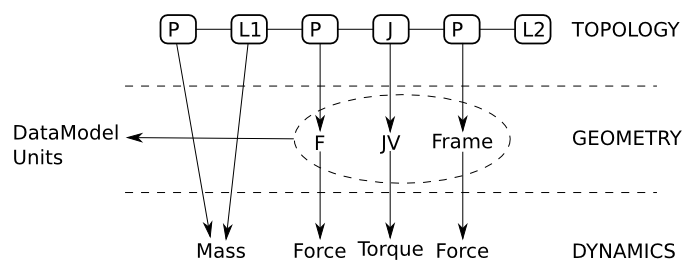 P L1 P J P L2 TOPOLOGY
DataModel
Units
F JV Frame GEOMETRY
Mass Force Torque Force DYNAMICS